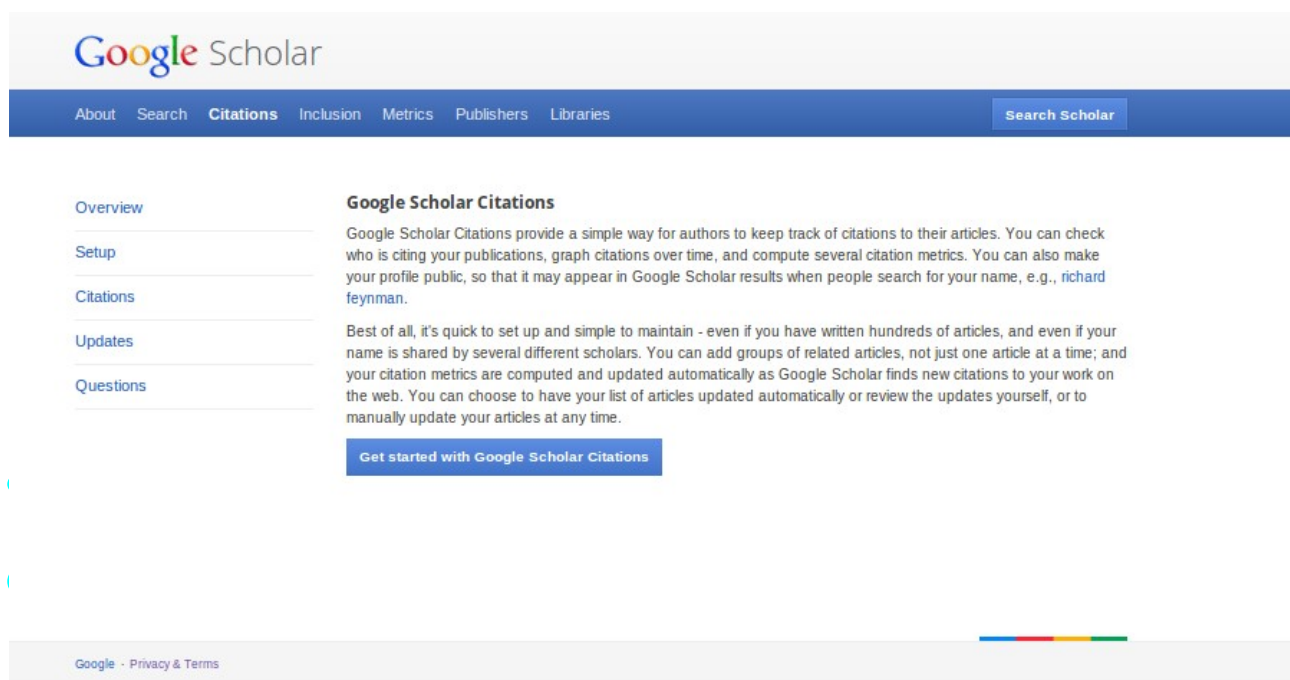 Google Scholar
About Search Citations Inclusion Metrics Publishers Libraries Search Scholar
Overview
Setup
Citations
Updates
Questions
Google Scholar Citations
Google Scholar Citations provide a simple way for authors to keep track of citations to their articles. You can check
who is citing your publications, graph citations over time, and compute several citation metrics. You can also make
your profile public, so that it may appear in Google Scholar results when people search for your name, e.g., richard
feynman.
Best of all, it's quick to set up and simple to maintain - even if you have written hundreds of articles, and even if your
name is shared by several different scholars. You can add groups of related articles, not just one article at a time; and
your citation metrics are computed and updated automatically as Google Scholar finds new citations to your work on
the web. You can choose to have your list of articles updated automatically or review the updates yourself, or to
manually update your articles at any time.
Get started with Google Scholar Citations
Google · Privacy & Terms